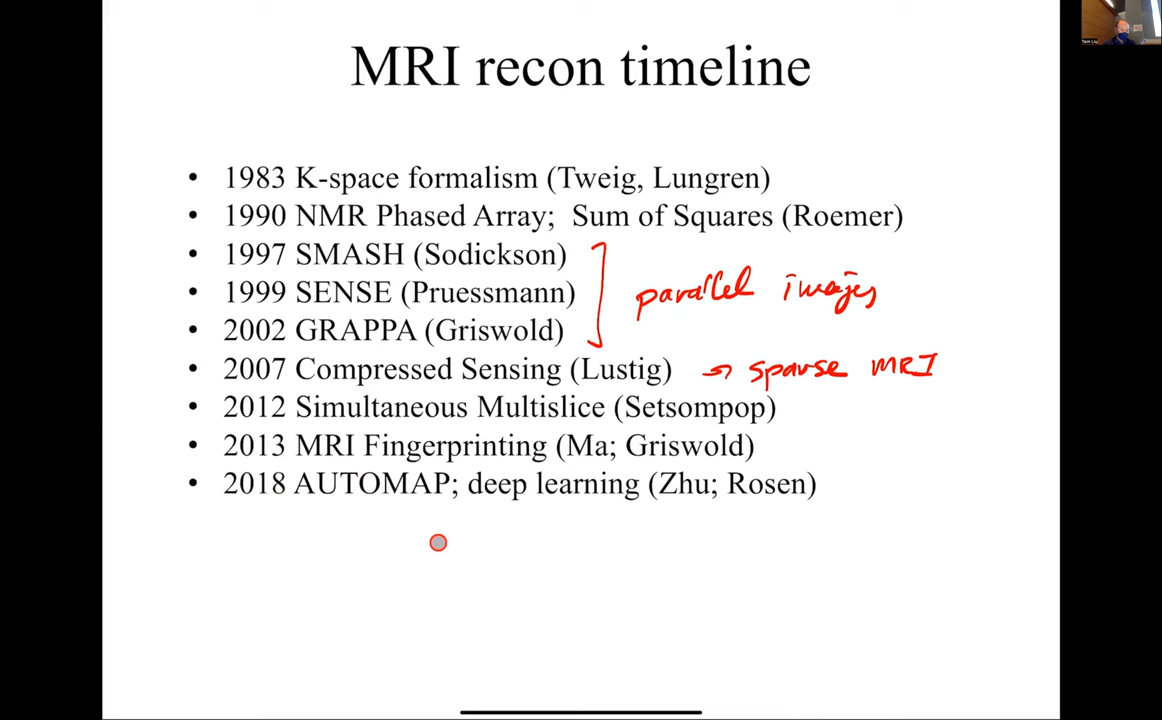 MRI recon timeline
• 1983 K-space formalism (Tweig, Lungren)
• 1990 NMR Phased Array; Sum of Squares (Roemer)
• 1997 SMASH (Sodickson)
• 1999 SENSE (Pruessmann) parallel images
• 2002 GRAPPA (Griswold)
• 2007 Compressed Sensing (Lustig) → sparse MRI
• 2012 Simultaneous Multislice (Setsompop)
• 2013 MRI Fingerprinting (Ma; Griswold)
• 2018 AUTOMAP; deep learning (Zhu; Rosen)